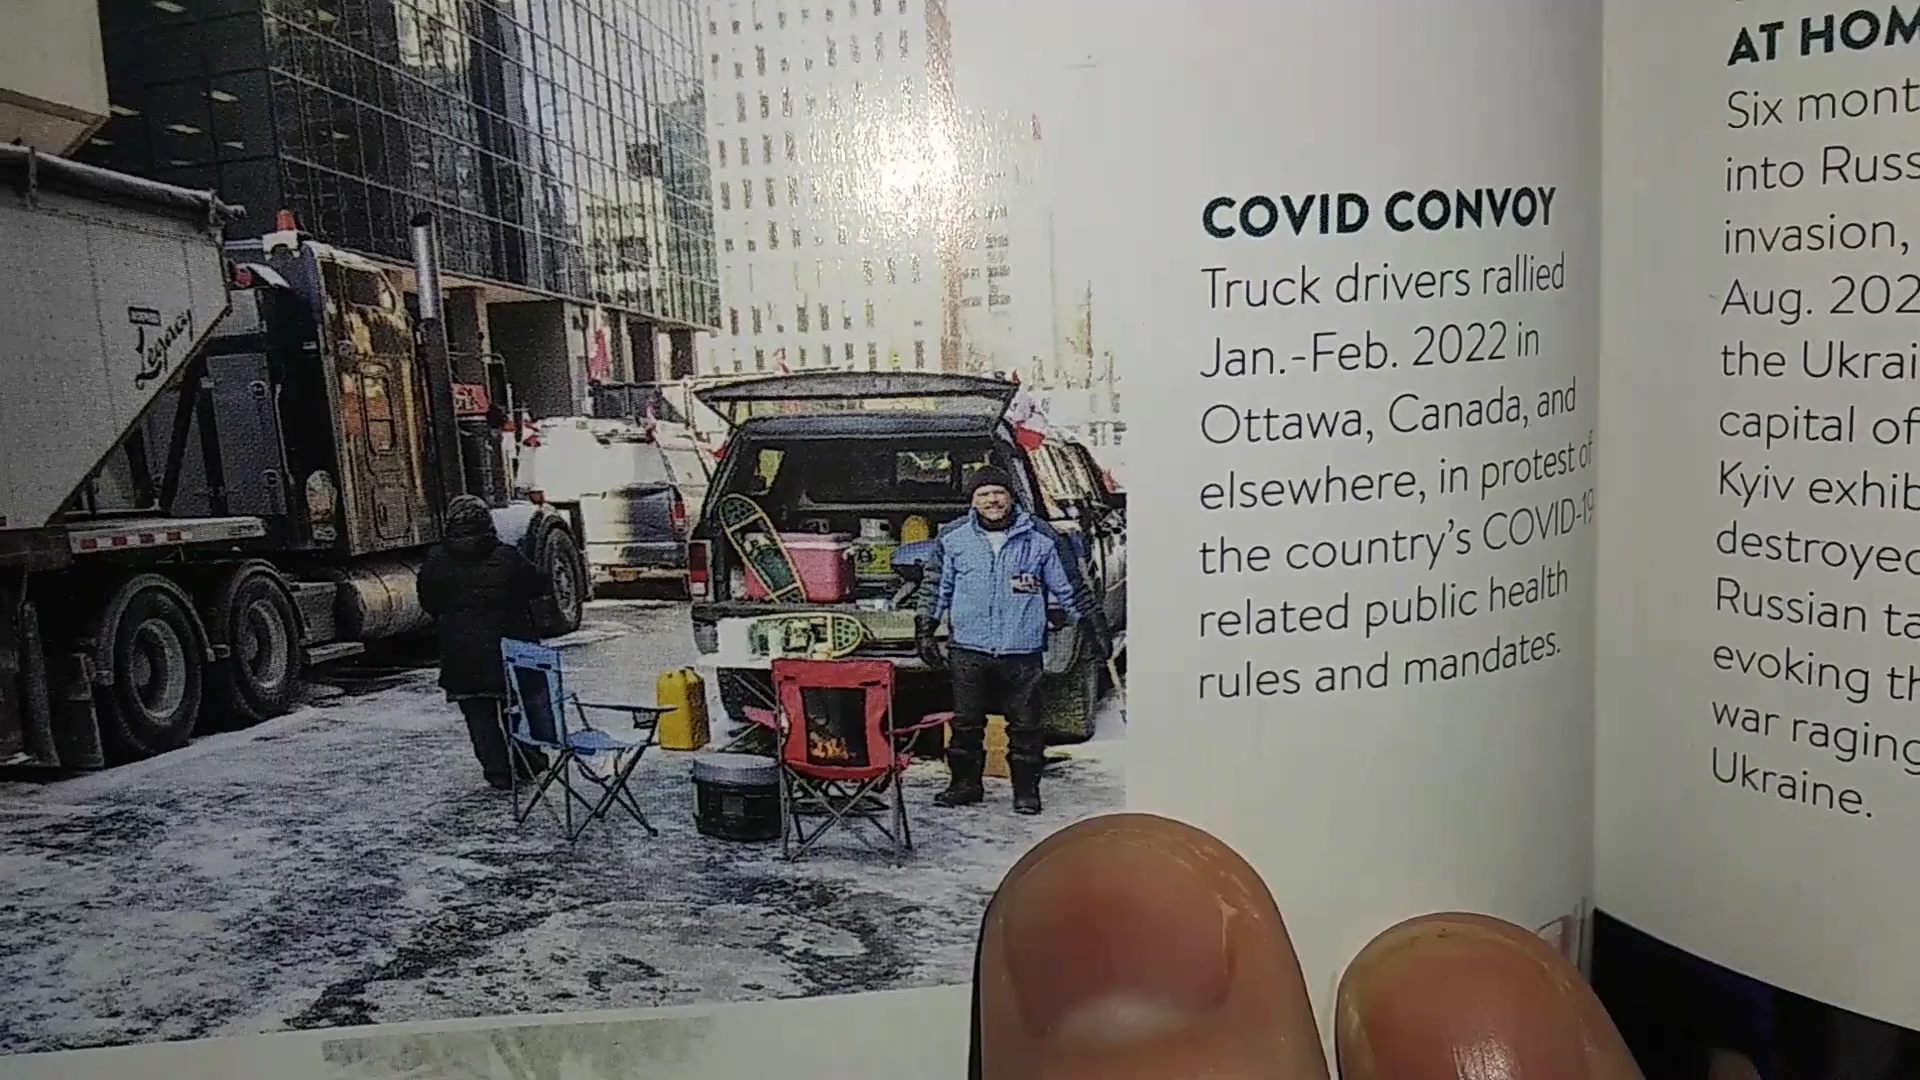 Legacy
COVID CONVOY
Truck drivers rallied
Jan.-Feb. 2022 in
Ottawa, Canada, and
elsewhere, in protest of
the country's COVID-19
related public health
rules and mandates.
AT HOM
Six mont
into Russ
invasion,
Aug. 202
the Ukrai
capital of
Kyiv exhib
destroyed
Russian ta
evoking th
war raging
Ukraine.